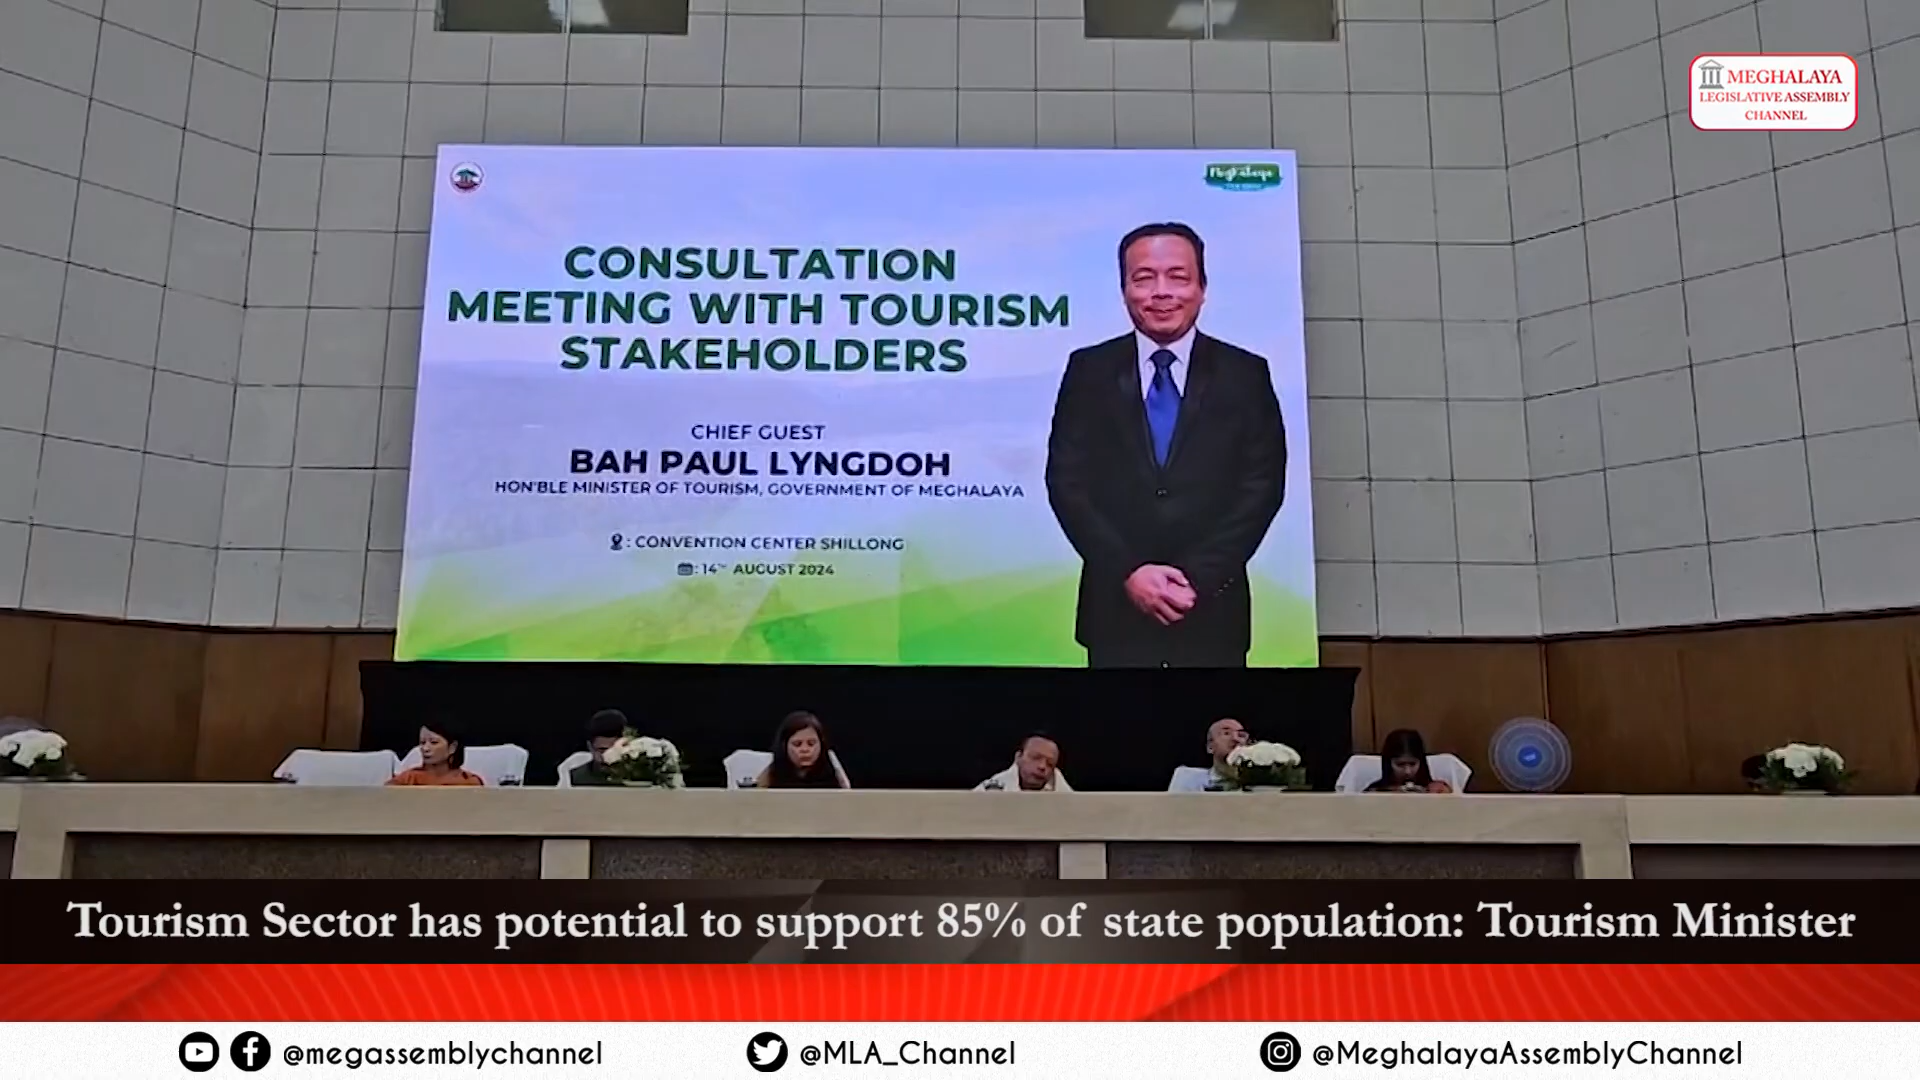 MEGHALAYA
LEGISLATIVE ASSEMBLY
CHANNEL
Meghalaya
CONSULTATION
MEETING WITH TOURISM
STAKEHOLDERS
CHIEF GUEST
BAH PAUL LYNGDOH
HON'BLE MINISTER OF TOURISM, GOVERNMENT OF MEGHALAYA
: CONVENTION CENTER SHILLONG
: 14TH AUGUST 2024
Tourism Sector has potential to support 85% of state population: Tourism Minister
@megassemblychannel
@MLA_Channel
@MeghalayaAssemblyChannel